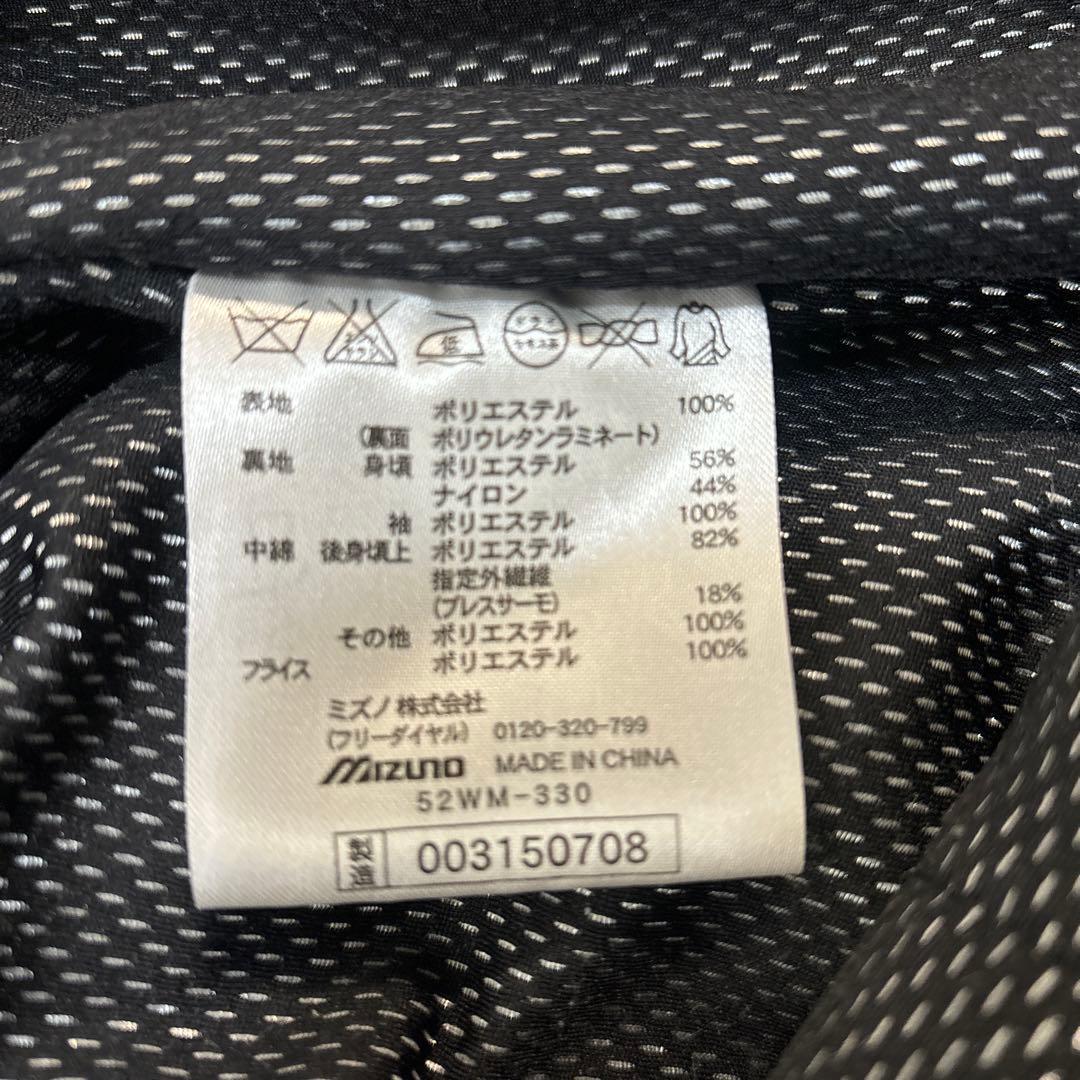 エンソ サラシ 低 ドライ セキユ系
表地 ポリエステル 100%
(裏面 ポリウレタンラミネート)
裏地 身頃 ポリエステル 56%
ナイロン 44%
袖 ポリエステル 100%
中綿 後身頃上 ポリエステル 82%
指定外繊維
(ブレスサーモ) 18%
その他 ポリエステル 100%
フライス ポリエステル 100%
ミズノ株式会社
(フリーダイヤル) 0120-320-799
MIZUNO MADE IN CHINA
52WM-330
製造 003150708